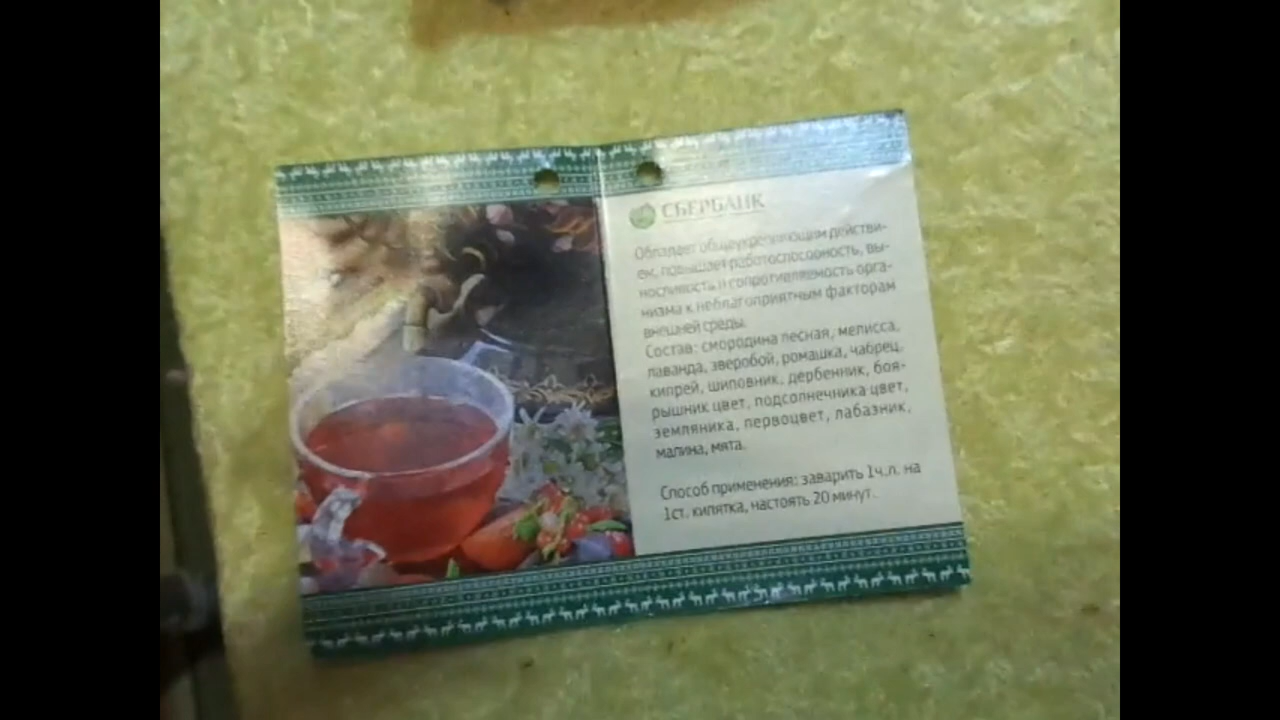 СБЕРБАНК
Обладает общеукрепляющим действи-
ем, повышает работоспособность, вы-
носливость и сопротивляемость орга-
низма к неблагоприятным факторам
внешней среды.
Состав: смородина лесная, мелисса,
лаванда, зверобой, ромашка, чабрец,
кипрей, шиповник, дербенник, боя-
рышник цвет, подсолнечника цвет,
земляника, первоцвет, лабазник,
малина, мята.
Способ применения: заварить 1ч.л. на
1ст. кипятка, настоять 20 минут.